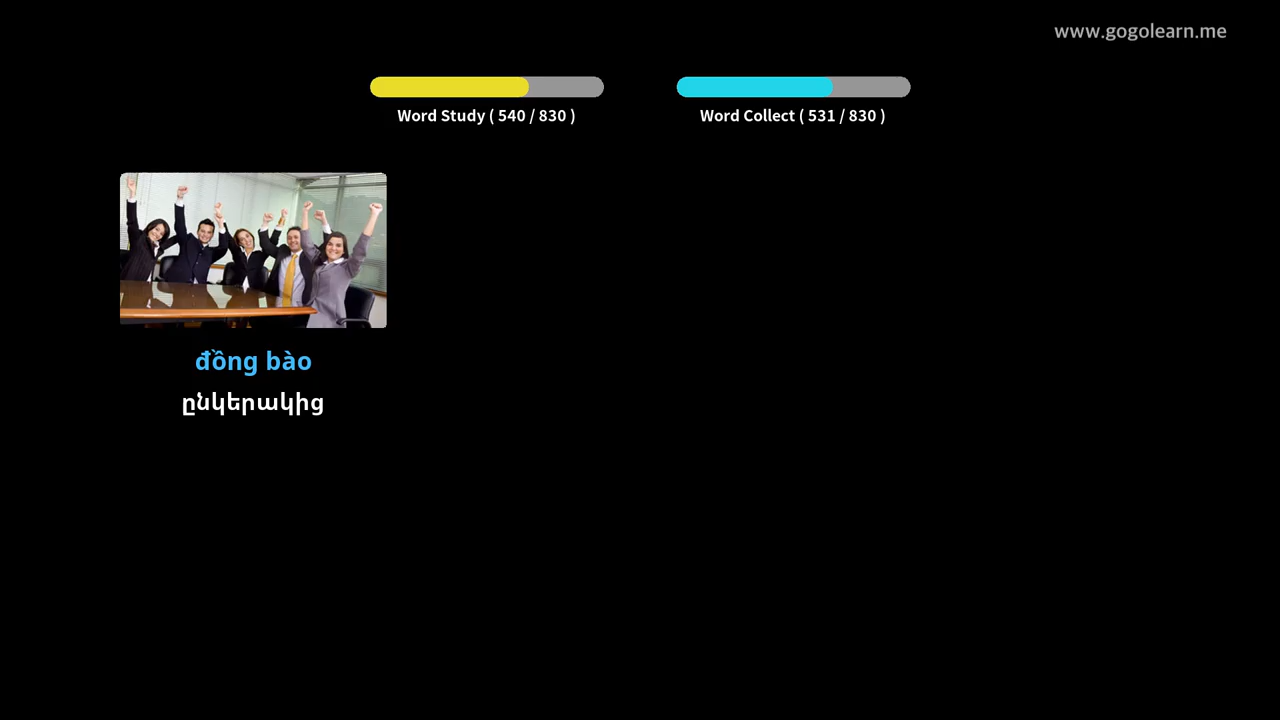 www.gogolearn.me
Word Study ( 540 / 830 )
Word Collect ( 531 / 830 )
đồng bào
ընկերակից